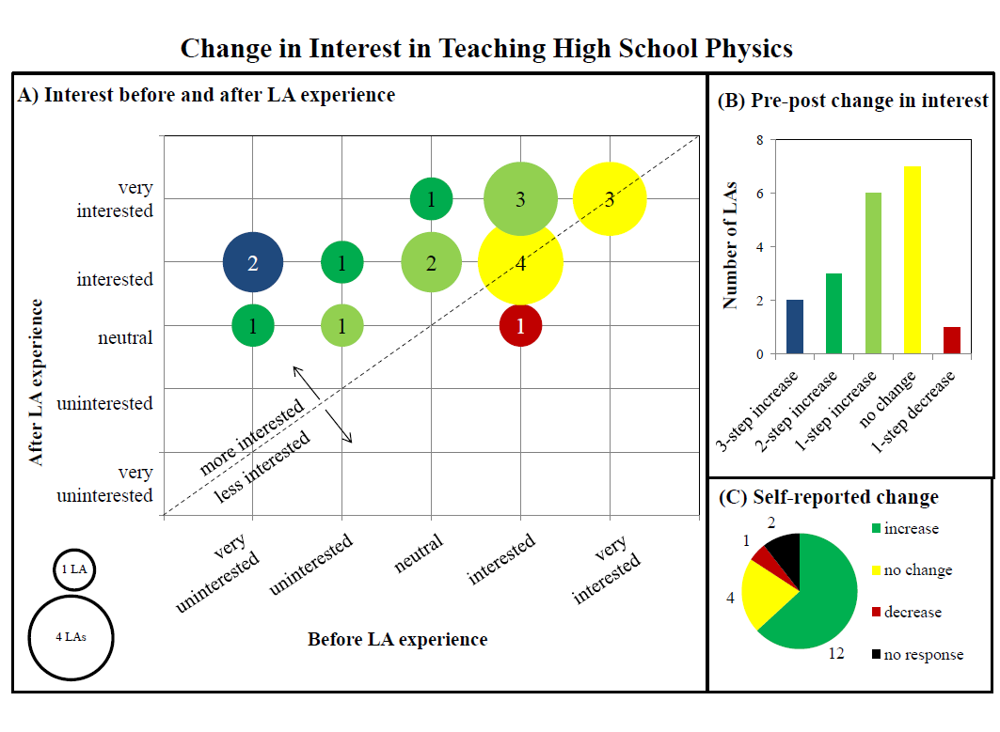 Change in Interest in Teaching High School Physics
A) Interest before and after LA experience
very
interested
interested
neutral
uninterested
very
uninterested
After LA experience
1
3
3
2
1
2
4
1
1
1
more interested
less interested
very
uninterested
uninterested
neutral
interested
very
interested
Before LA experience
1 LA
4 LAs
(B) Pre-post change in interest
Number of LAs
8
6
4
2
0
3-step increase
2-step increase
1-step increase
no change
1-step decrease
(C) Self-reported change
2
1
4
12
increase
no change
decrease
no response